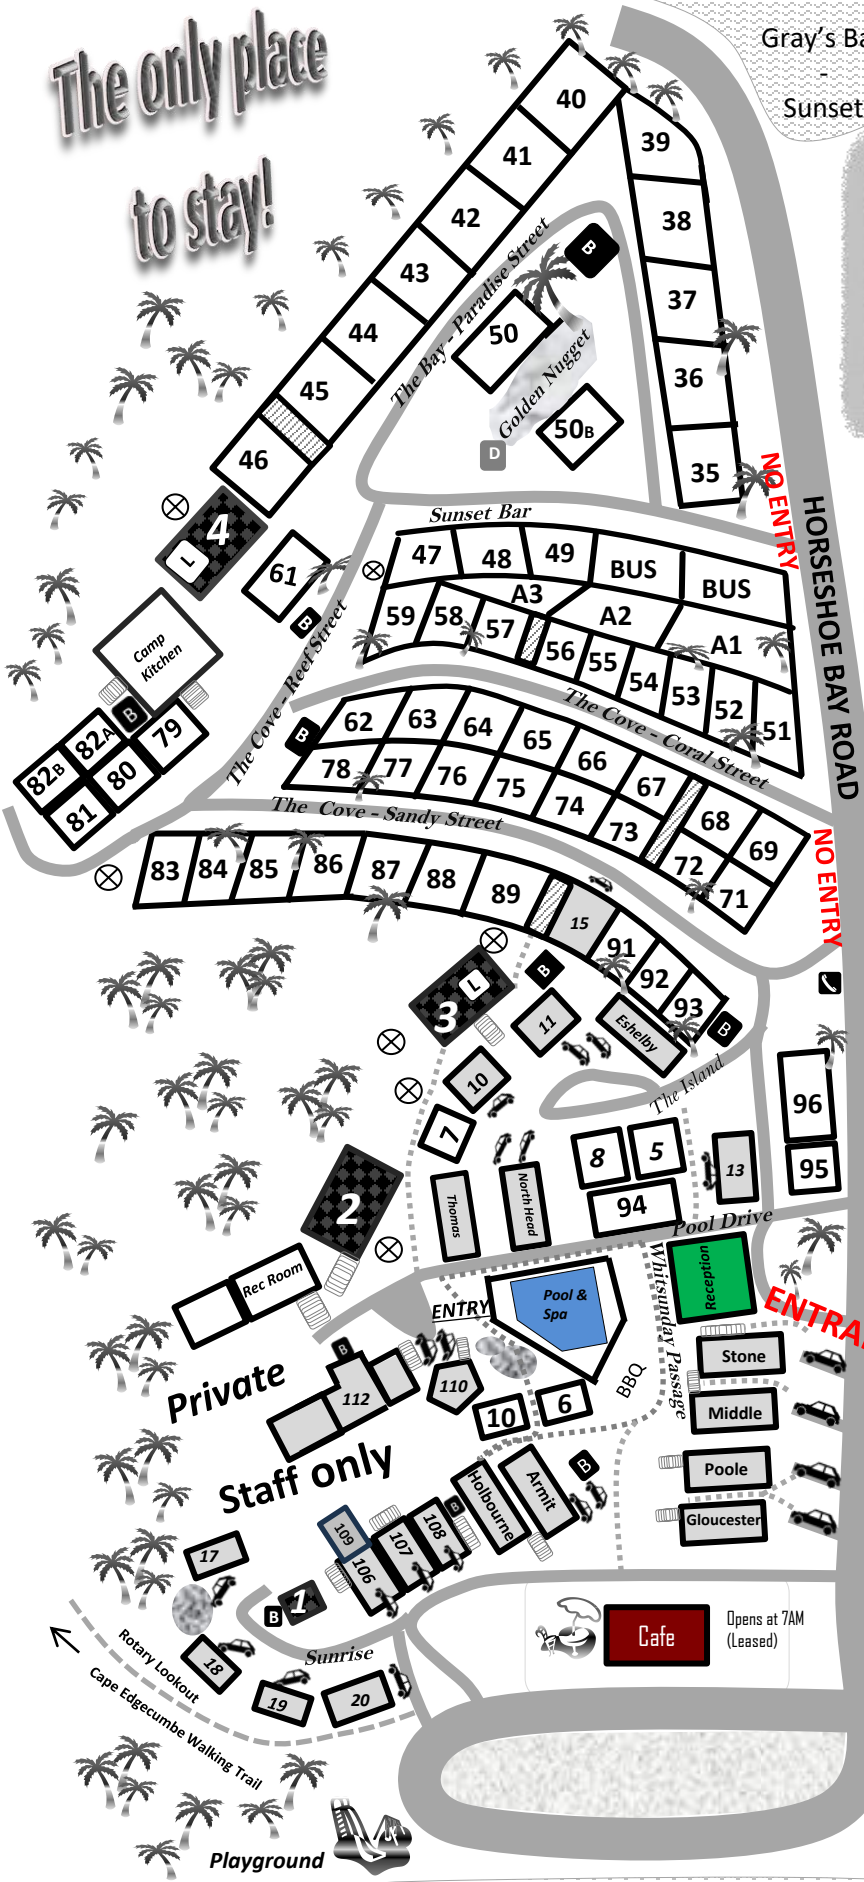 The only place
to stay!
Gray's Ba
-
Sunset
40
41
42
43
44
45
46
39
38
37
36
35
The Bay - Paradise Street
B
50
Golden Nugget
50B
D
NO ENTRY
HORSESHOE BAY ROAD
Sunset Bar
4
L
61
B
Camp
Kitchen
B
82B
82A
79
81
80
The Cove - Reef Street
47
48
49
BUS
BUS
A3
A2
A1
59
58
57
56
55
54
53
52
51
The Cove - Coral Street
B
62
63
64
65
66
67
68
69
78
77
76
75
74
73
72
71
The Cove - Sandy Street
NO ENTRY
83
84
85
86
87
88
89
15
91
92
93
3
L
B
11
Eshelby
B
10
7
The Island
96
95
2
Thomas
North Head
8
5
94
13
Pool Drive
Rec Room
ENTRY
Pool &
Spa
Whitsunday Passage
Reception
ENTRA
Private
B
112
110
10
6
BBQ
Stone
Middle
Poole
Gloucester
Staff only
109
106
107
108
B
Holbourne
Armit
B
17
B
1
18
19
20
Sunrise
Rotary Lookout
Cape Edgecumbe Walking Trail
Cafe
Opens at 7AM
(Leased)
Playground